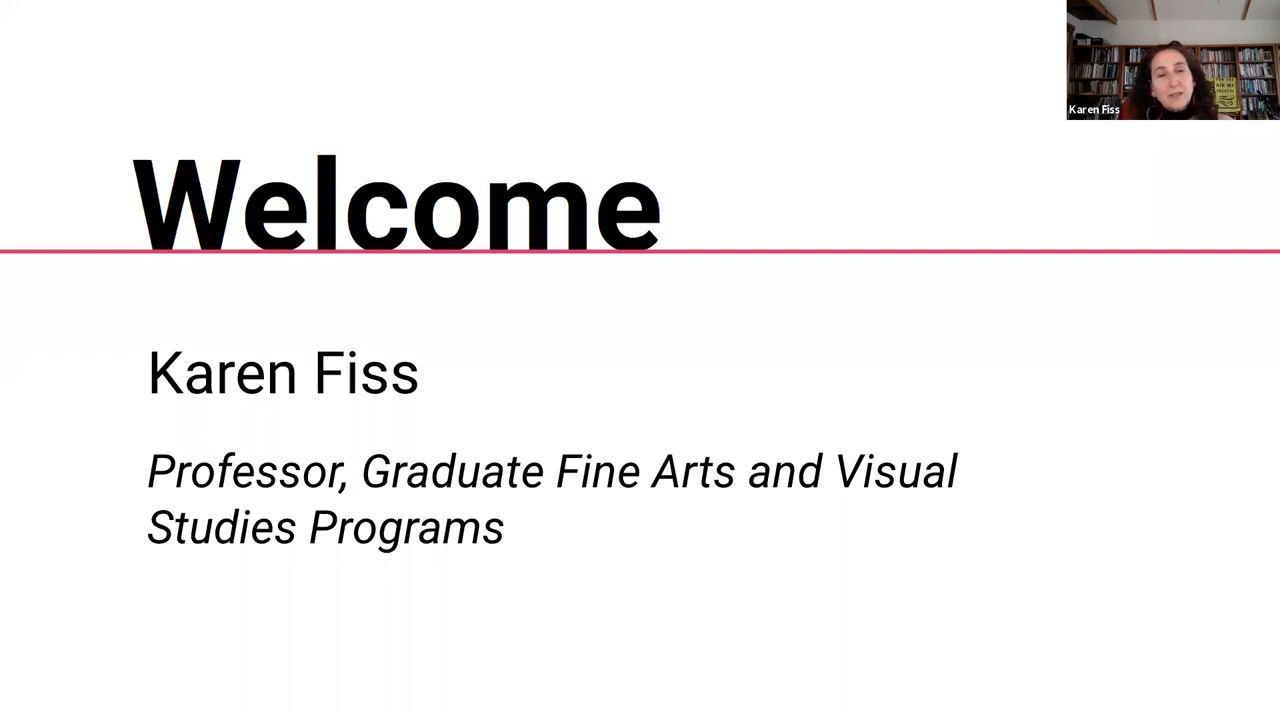 Karen Fiss
Welcome
Karen Fiss
Professor, Graduate Fine Arts and Visual
Studies Programs